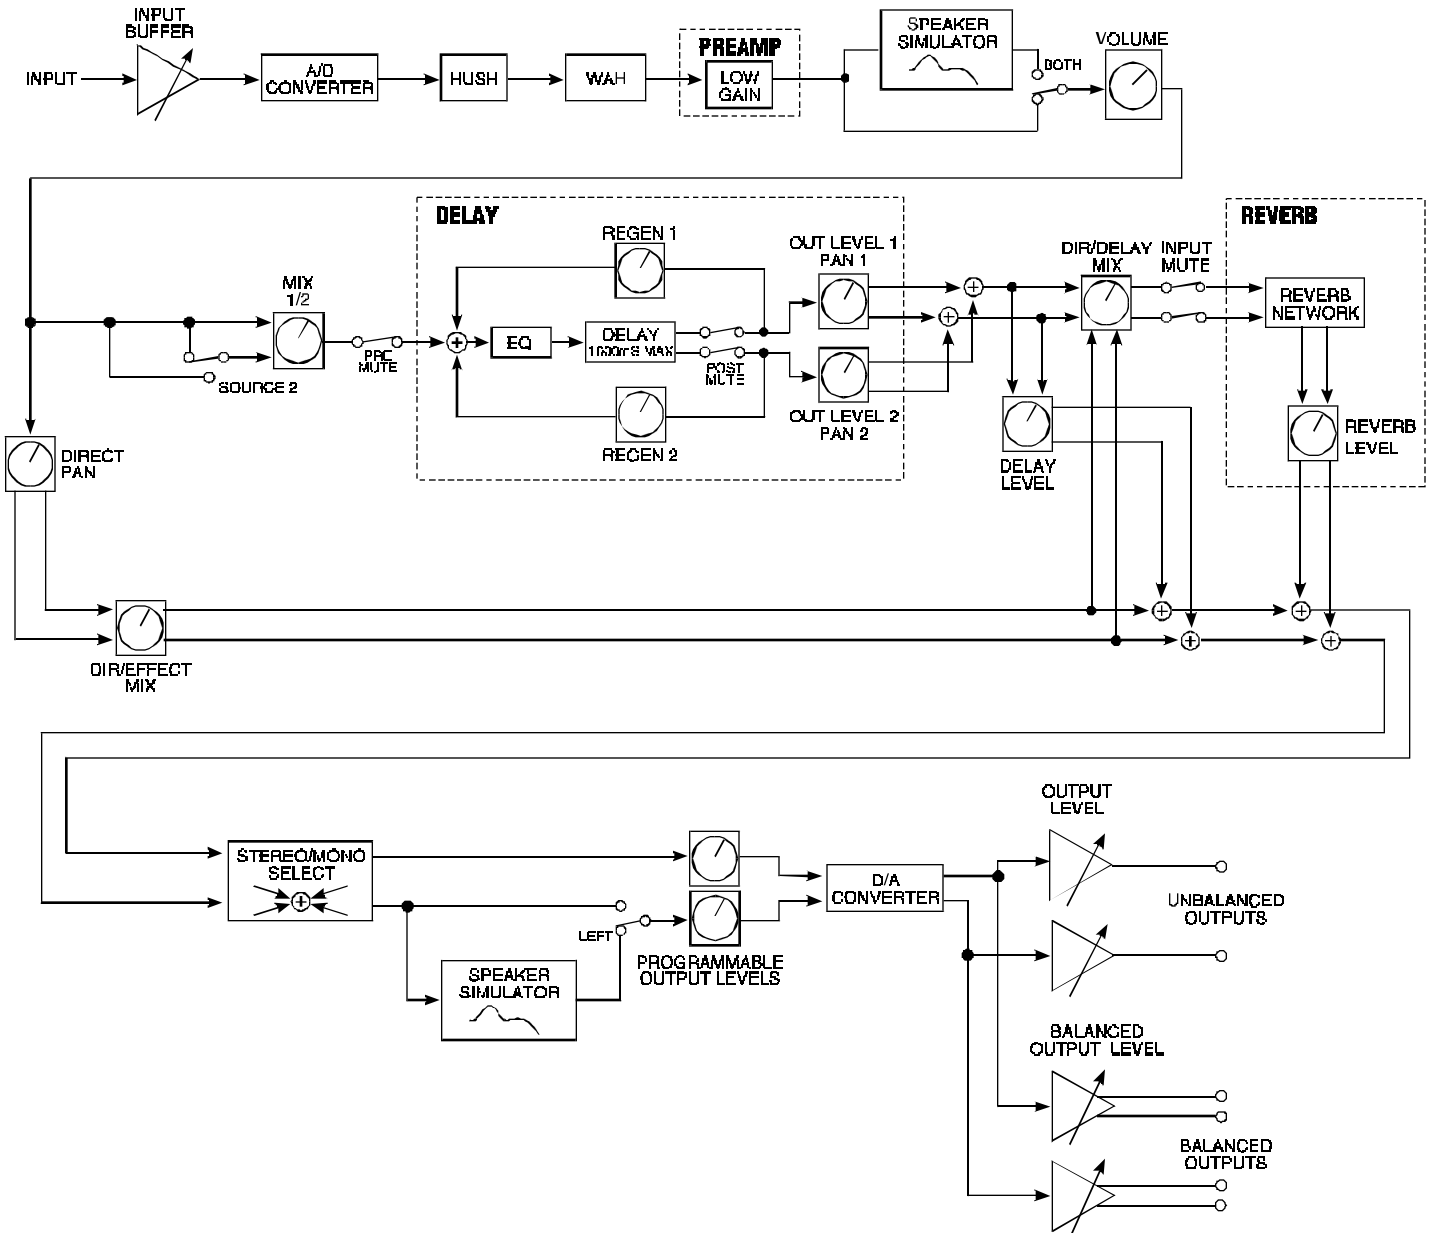 INPUT
BUFFER
INPUT
A/D
CONVERTER
HUSH
WAH
PREAMP
LOW
GAIN
SPEAKER
SIMULATOR
BOTH
VOLUME
DELAY
REGEN 1
OUT LEVEL 1
PAN 1
DIR/DELAY
MIX
INPUT
MUTE
REVERB
MIX
1/2
REVERB
NETWORK
PRE
MUTE
EQ
DELAY
1000mS MAX
POST
MUTE
SOURCE 2
OUT LEVEL 2
PAN 2
REGEN 2
DIRECT
PAN
DELAY
LEVEL
REVERB
LEVEL
DIR/EFFECT
MIX
OUTPUT
LEVEL
STEREO/MONO
SELECT
D/A
CONVERTER
UNBALANCED
OUTPUTS
LEFT
PROGRAMMABLE
OUTPUT LEVELS
SPEAKER
SIMULATOR
BALANCED
OUTPUT LEVEL
BALANCED
OUTPUTS